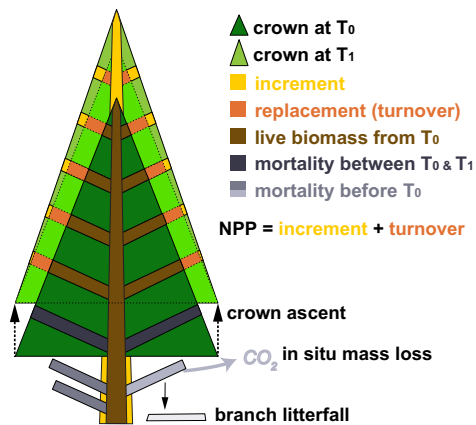 crown at T0
crown at T1
increment
replacement (turnover)
live biomass from T0
mortality between T0 & T1
mortality before T0
NPP = increment + turnover
crown ascent
CO2 in situ mass loss
branch litterfall